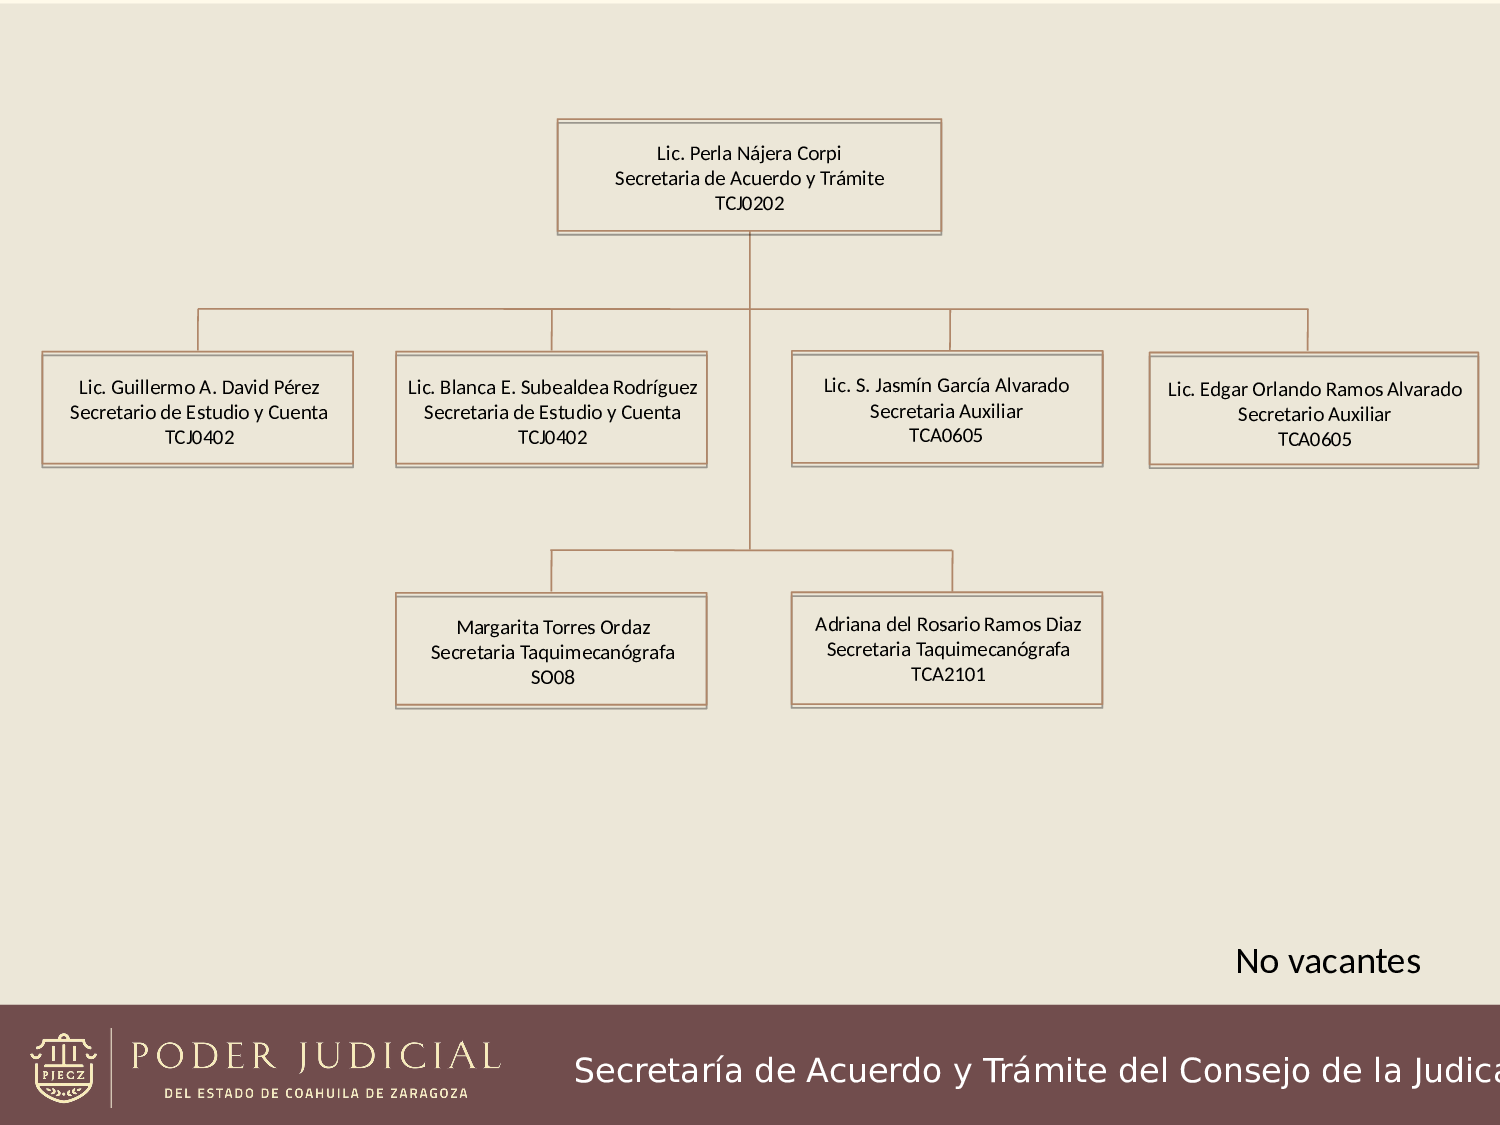 Lic. Perla Nájera Corpi
Secretaria de Acuerdo y Trámite
TCJ0202
Lic. Guillermo A. David Pérez
Secretario de Estudio y Cuenta
TCJ0402
Lic. Blanca E. Subealdea Rodríguez
Secretaria de Estudio y Cuenta
TCJ0402
Lic. S. Jasmín García Alvarado
Secretaria Auxiliar
TCA0605
Lic. Edgar Orlando Ramos Alvarado
Secretario Auxiliar
TCA0605
Margarita Torres Ordaz
Secretaria Taquimecanógrafa
SO08
Adriana del Rosario Ramos Diaz
Secretaria Taquimecanógrafa
TCA2101
No vacantes
PJECZ
PODER JUDICIAL
DEL ESTADO DE COAHUILA DE ZARAGOZA
Secretaría de Acuerdo y Trámite del Consejo de la Judica